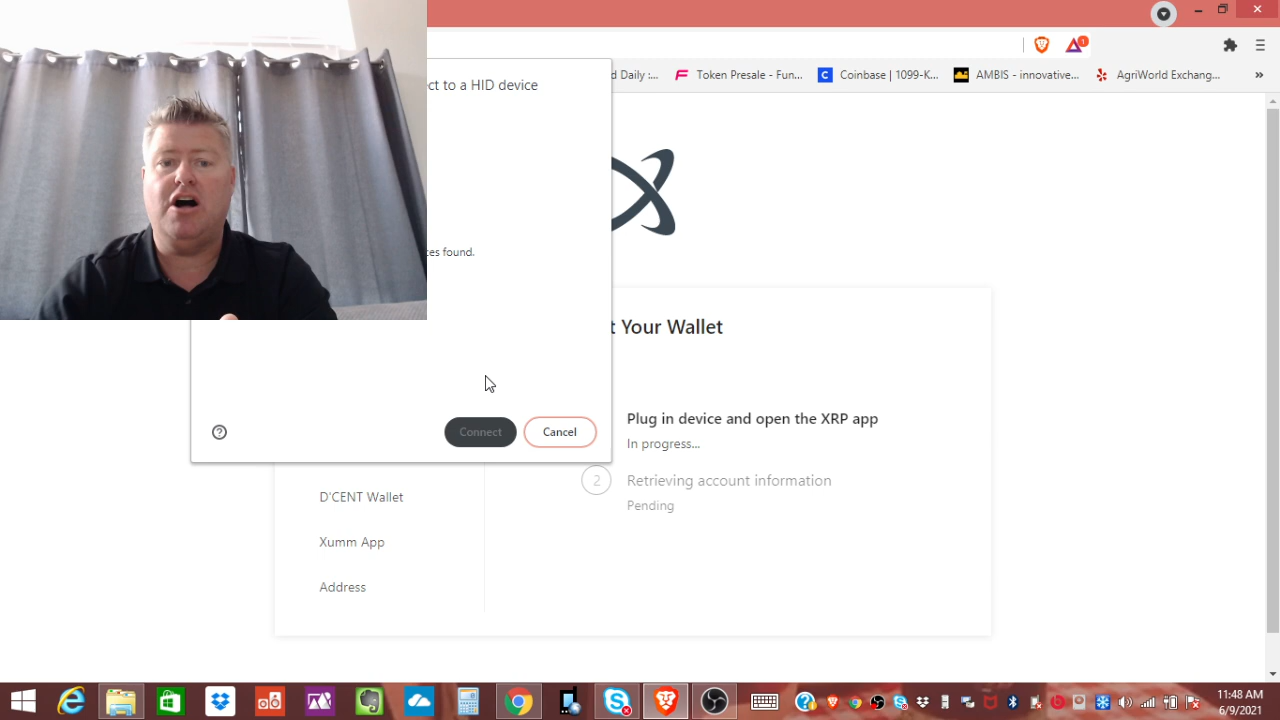 d Daily :...
Token Presale - Fun...
Coinbase | 1099-K...
AMBIS - innovative...
AgriWorld Exchang...
»
ct to a HID device
ces found.
t Your Wallet
Plug in device and open the XRP app
In progress...
Connect
Cancel
2
Retrieving account information
Pending
D'CENT Wallet
Xumm App
Address
11:48 AM
6/9/2021